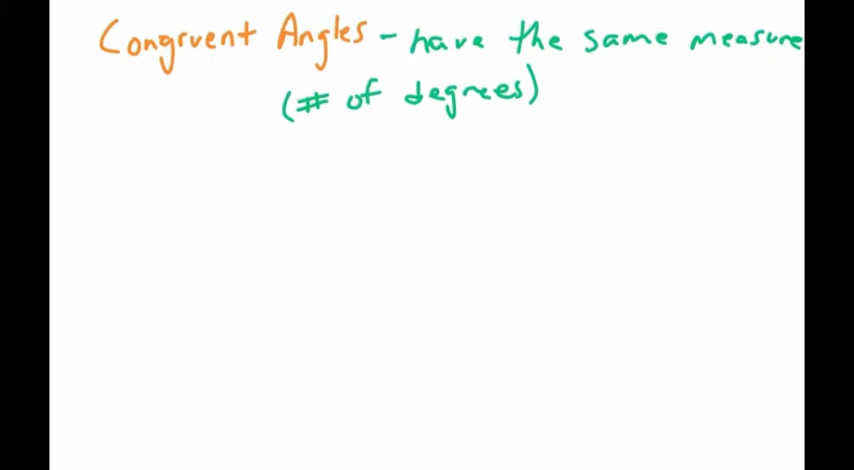 Congruent Angles - have the same measure
(# of degrees)